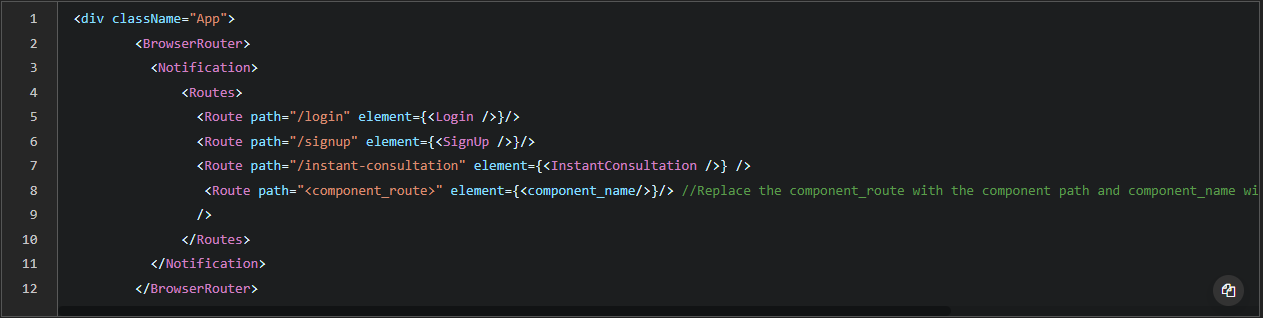 1 <div className="App">
2 <BrowserRouter>
3 <Notification>
4 <Routes>
5 <Route path="/login" element={<Login />}/>
6 <Route path="/signup" element={<SignUp />}/>
7 <Route path="/instant-consultation" element={<InstantConsultation />} />
8 <Route path="<component_route>" element={<component_name/>}/> //Replace the component_route with the component path and component_name wi
9 />
10 </Routes>
11 </Notification>
12 </BrowserRouter>